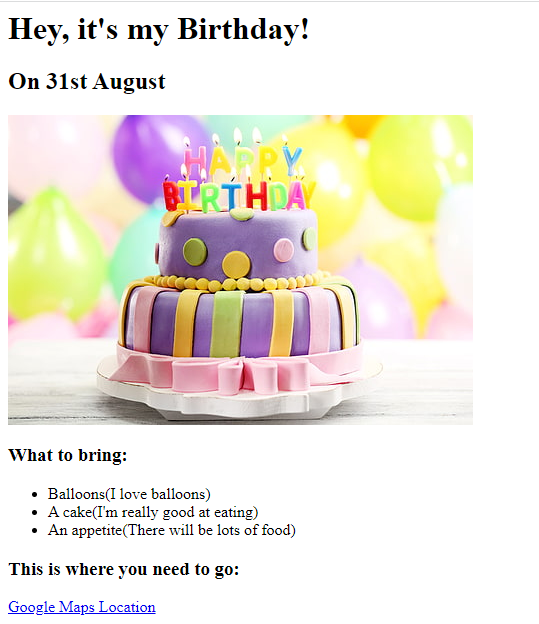 Hey, it's my Birthday!
On 31st August
HAPPY
BIRTHDAY
What to bring:
Balloons(I love balloons)
A cake(I'm really good at eating)
An appetite(There will be lots of food)
This is where you need to go:
Google Maps Location